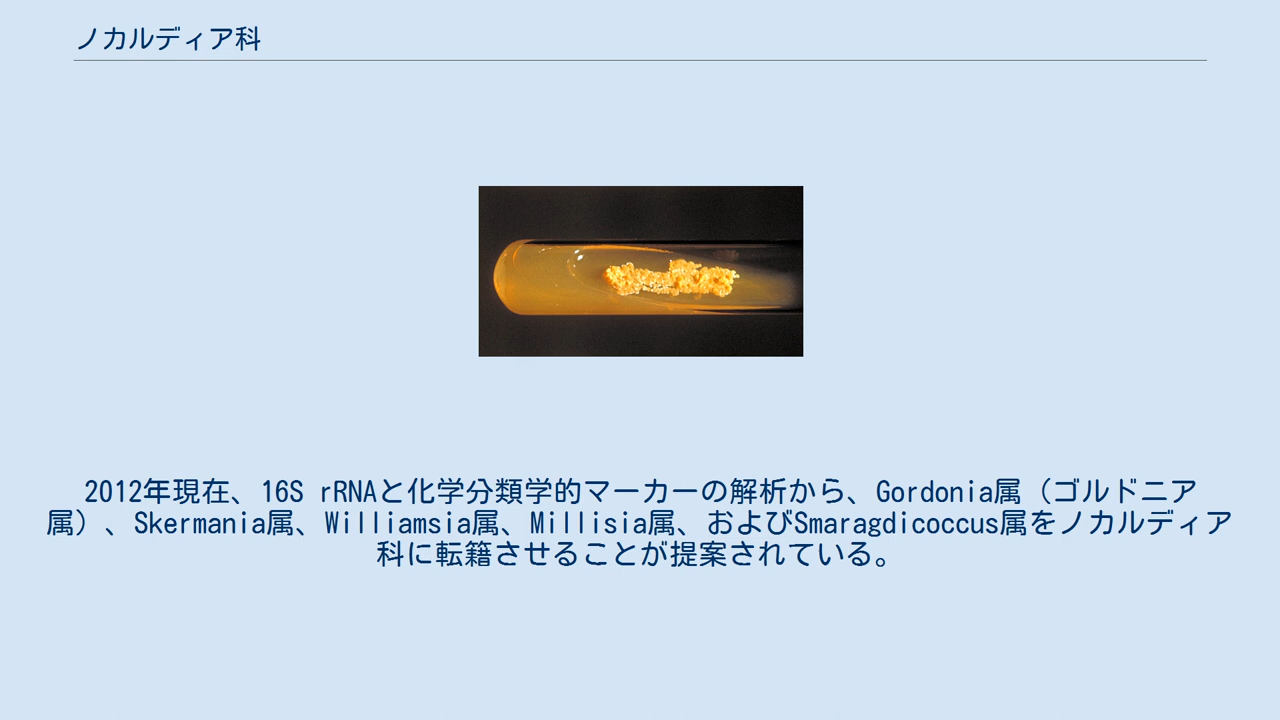 ノカルディア科
2012年現在、16S rRNAと化学分類学的マーカーの解析から、Gordonia属（ゴルドニア
属）、Skermania属、Williamsia属、Millisia属、およびSmaragdicoccus属をノカルディア
科に転籍させることが提案されている。